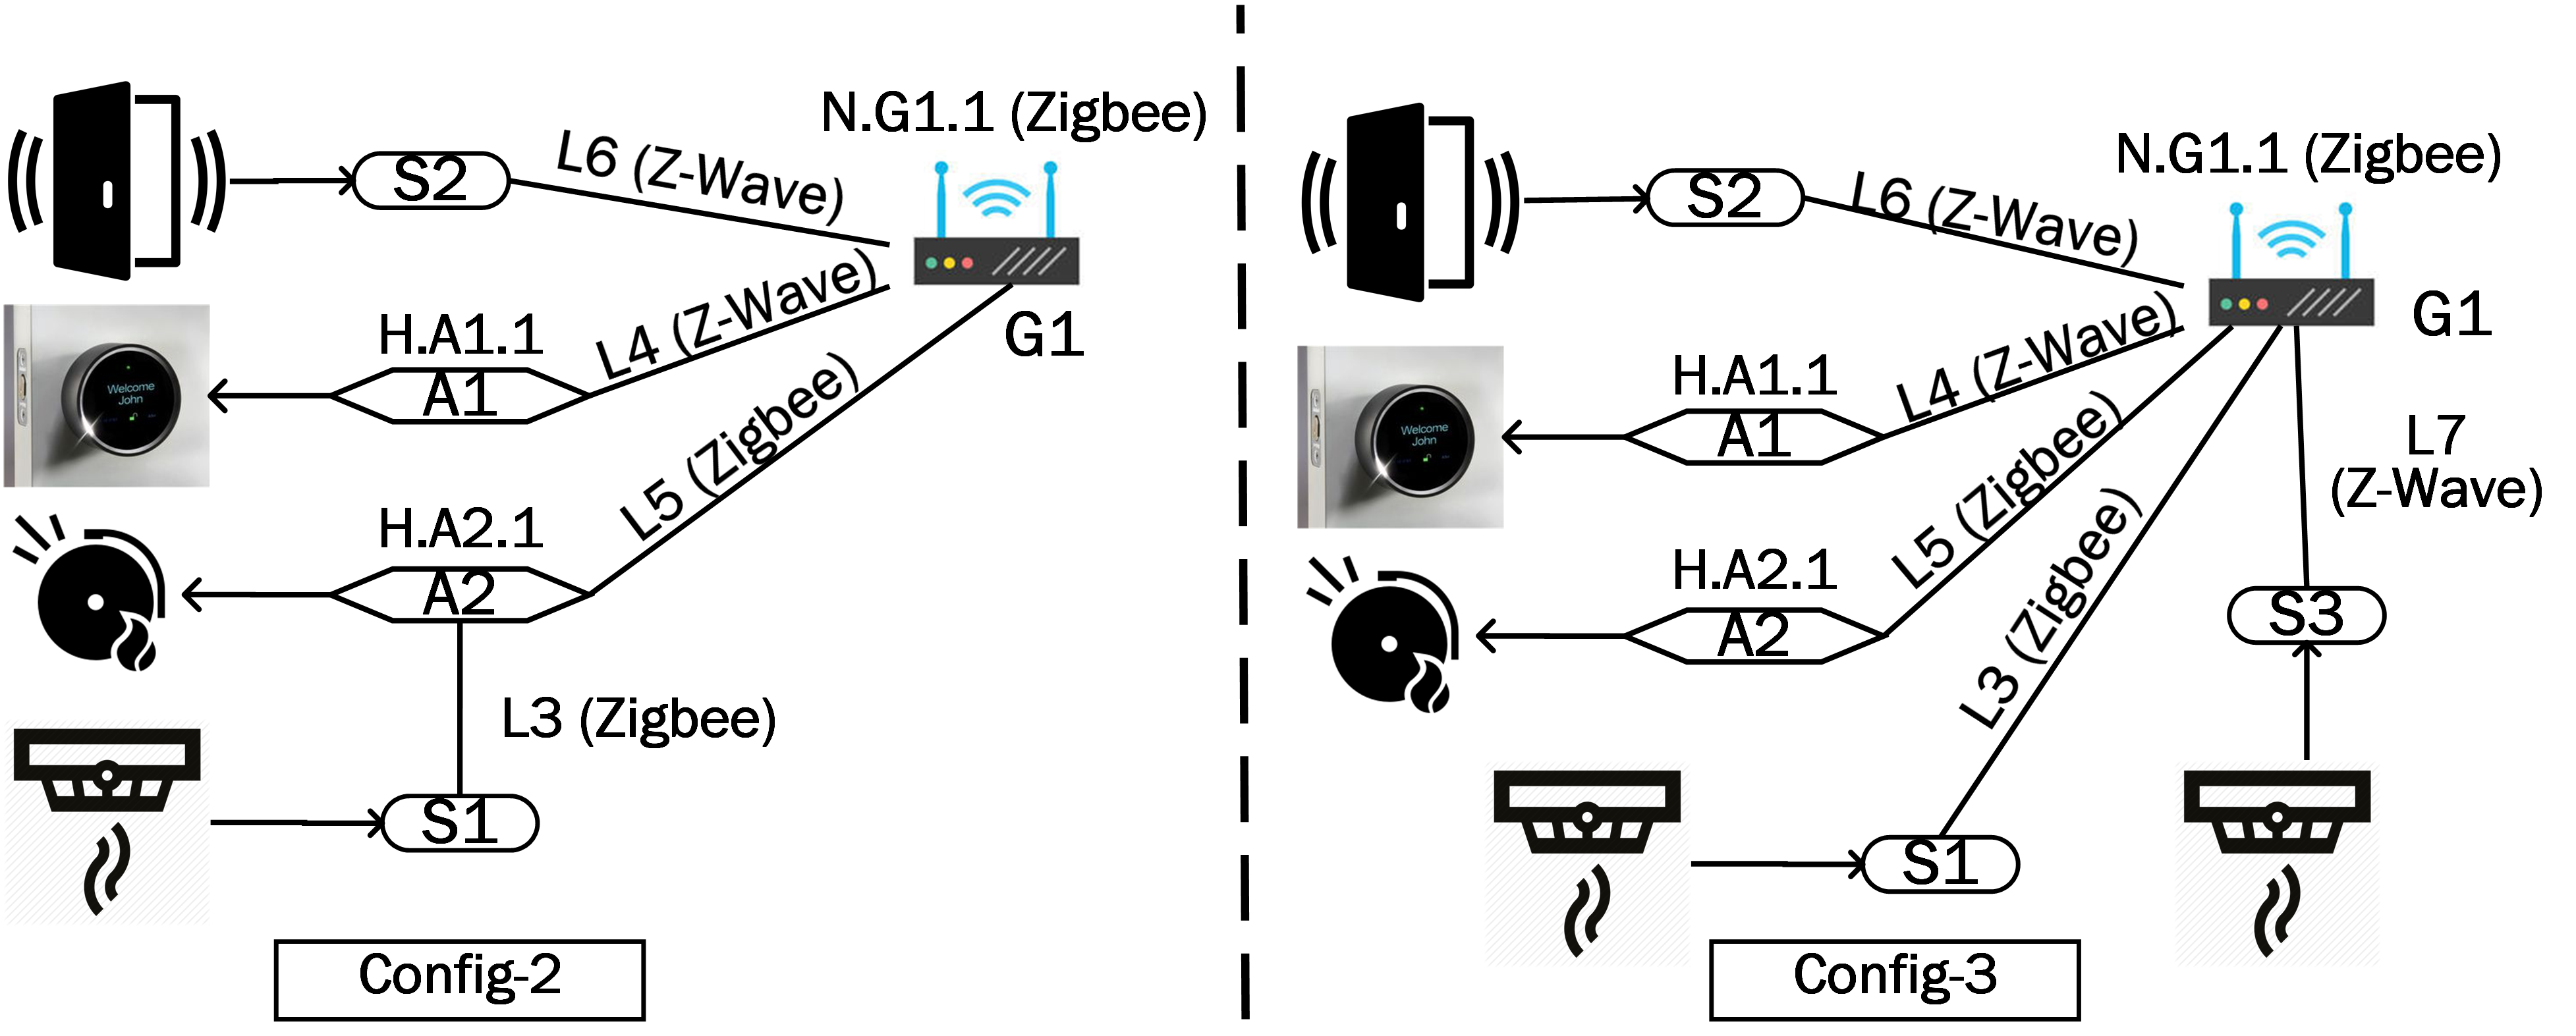 N.G1.1 (Zigbee)
S2
L6 (Z-Wave)
G1
L4 (Z-Wave)
H.A1.1
A1
Welcome
John
L5 (Zigbee)
H.A2.1
A2
L3 (Zigbee)
S1
Config-2
N.G1.1 (Zigbee)
S2
L6 (Z-Wave)
G1
L4 (Z-Wave)
H.A1.1
A1
Welcome
John
L5 (Zigbee)
H.A2.1
A2
L3 (Zigbee)
L7
(Z-Wave)
S3
S1
Config-3